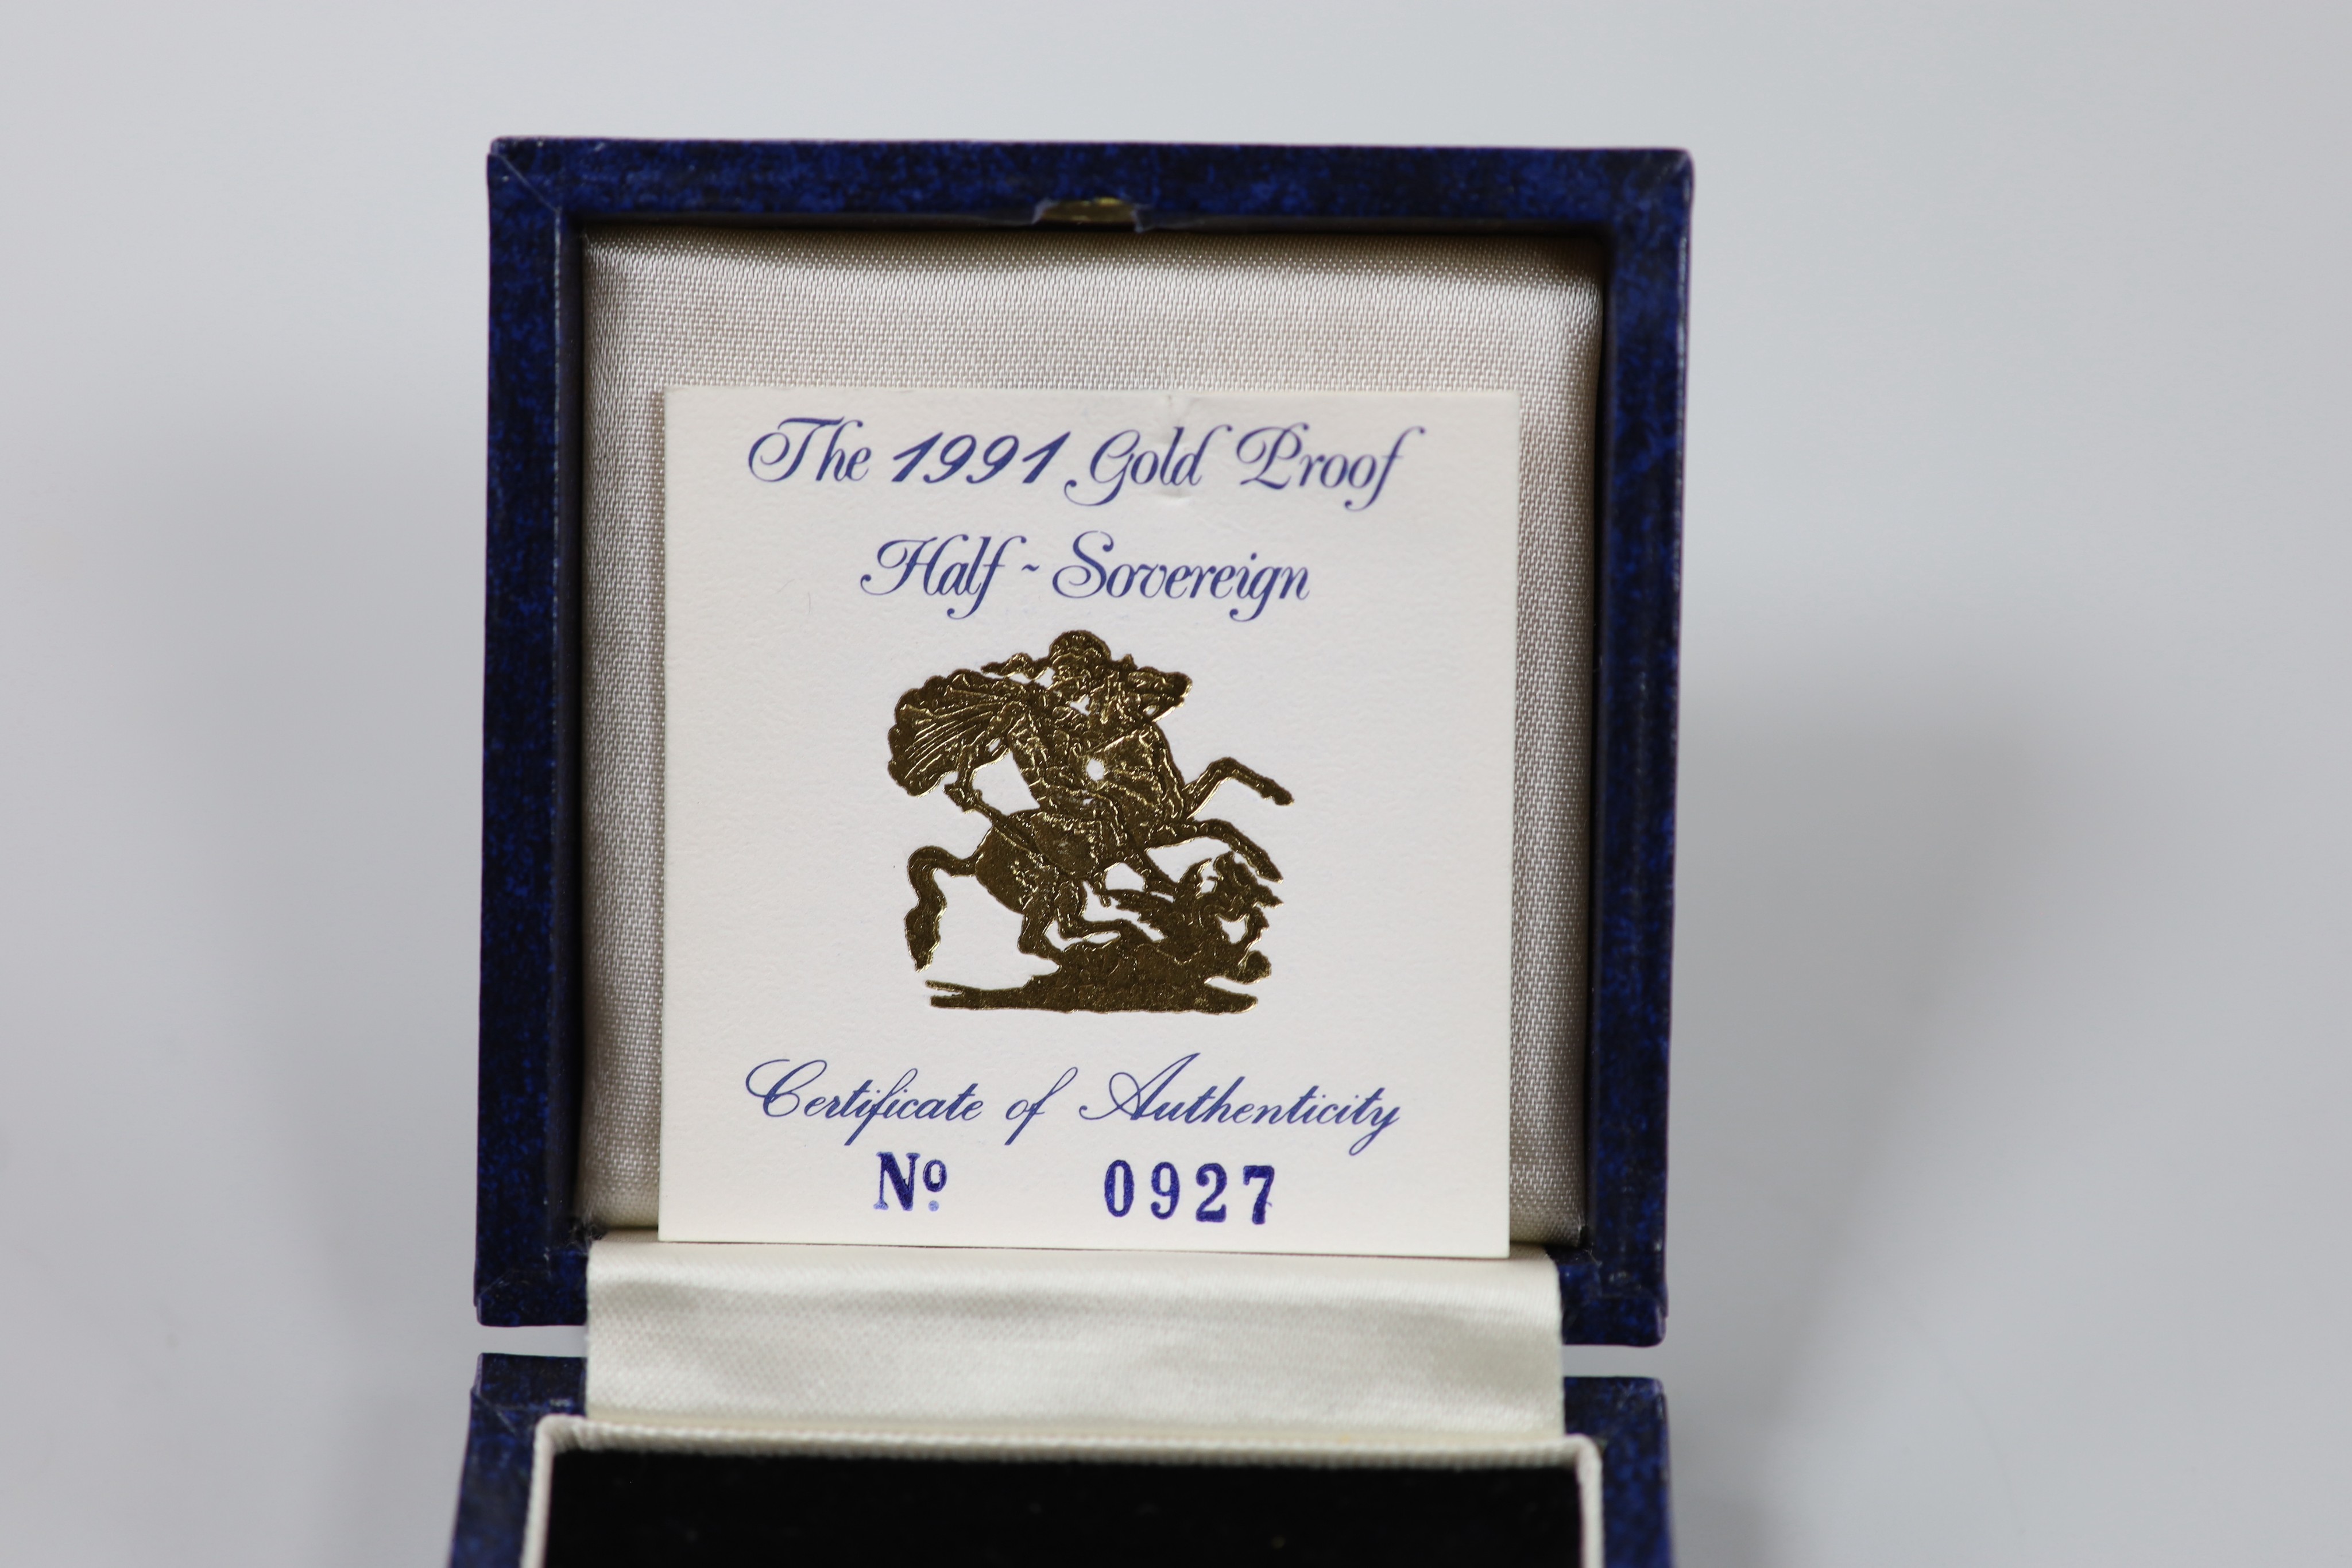 The 1991 Gold Proof
Half ~ Sovereign
Certificate of Authenticity
Nº 0927